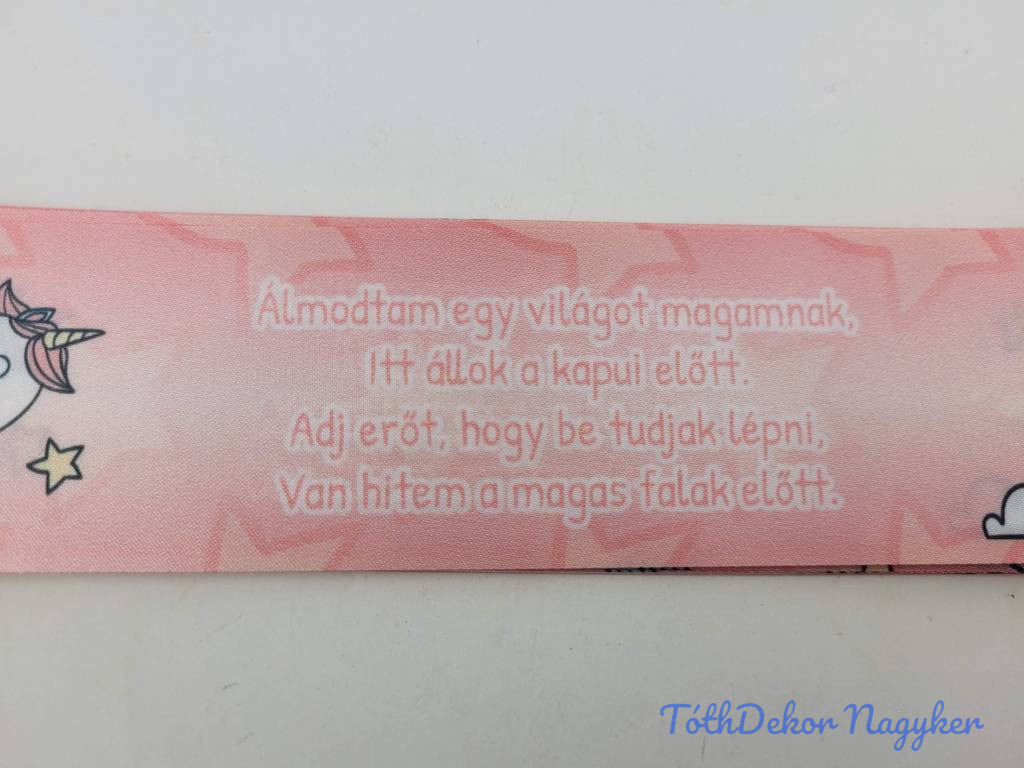 Álmodtam egy világot magamnak,
Itt állok a kapui előtt.
Adj erőt, hogy be tudjak lépni,
Van hitem a magas falak előtt.
TóthDekor Nagyker